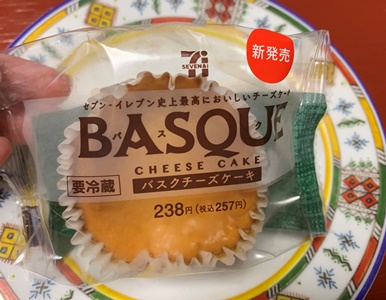 7i
SEVEN&i
新発売
セブン-イレブン史上最高においしいチーズケーキ
BASQUE
バスク
CHEESE CAKE
要冷蔵
バスクチーズケーキ
238円(税込257円)